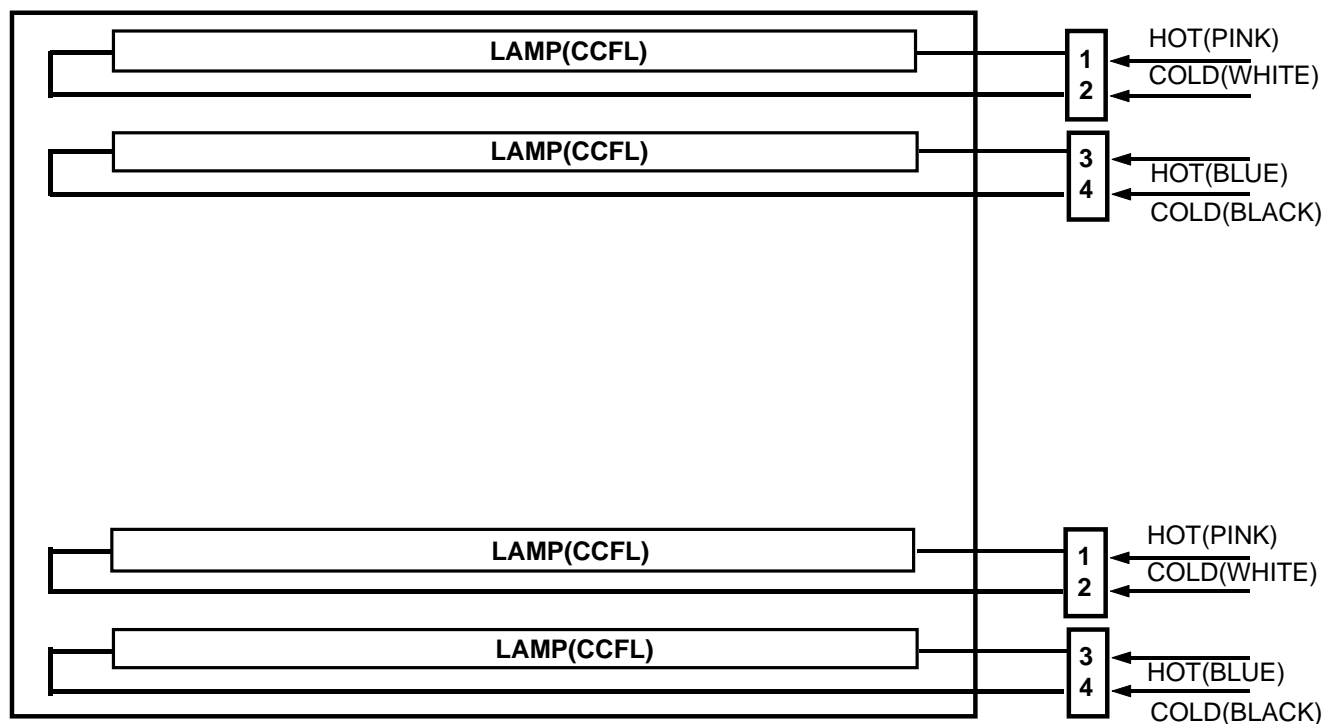 LAMP(CCFL)
1
HOT(PINK)
2
COLD(WHITE)
LAMP(CCFL)
3
HOT(BLUE)
4
COLD(BLACK)
LAMP(CCFL)
1
HOT(PINK)
2
COLD(WHITE)
LAMP(CCFL)
3
HOT(BLUE)
4
COLD(BLACK)